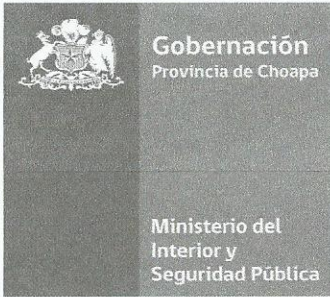 Gobernación
Provincia de Choapa
Ministerio del
Interior y
Seguridad Pública